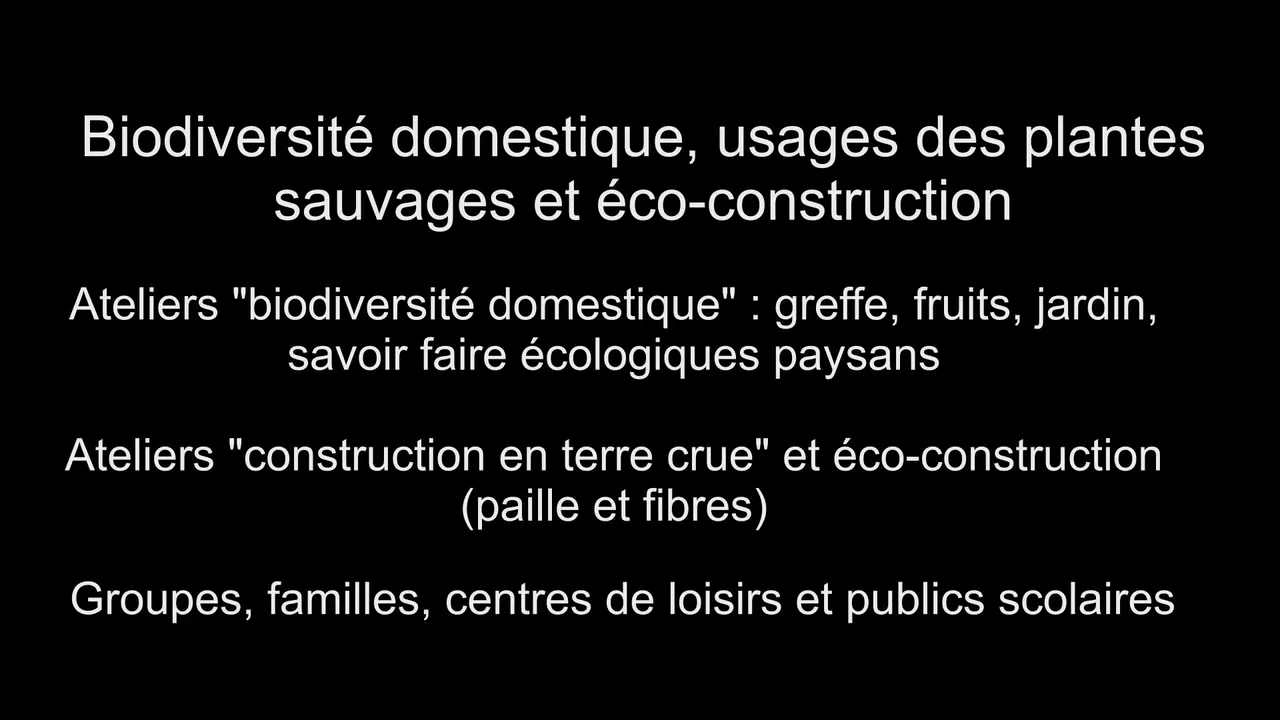 Biodiversité domestique, usages des plantes
sauvages et éco-construction
Ateliers "biodiversité domestique" : greffe, fruits, jardin,
savoir faire écologiques paysans
Ateliers "construction en terre crue" et éco-construction
(paille et fibres)
Groupes, familles, centres de loisirs et publics scolaires